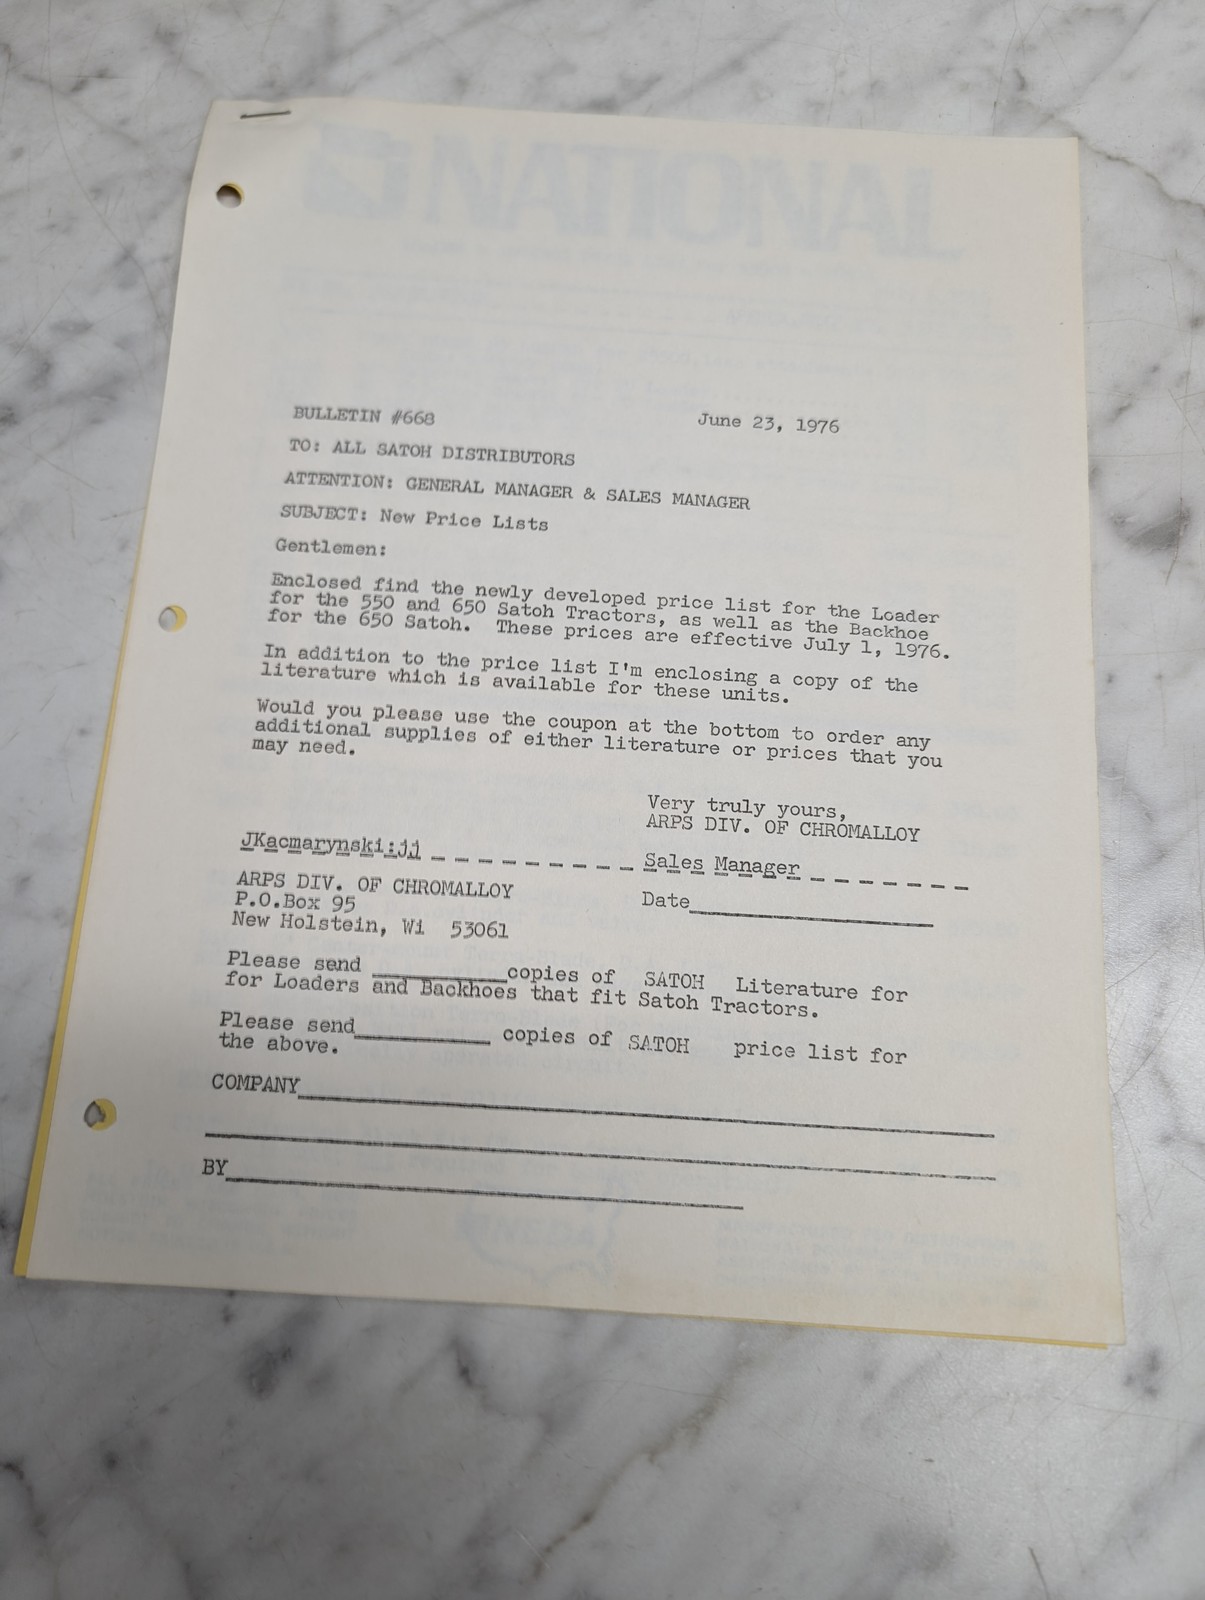 NATIONAL
BULLETIN #668 June 23, 1976
TO: ALL SATOH DISTRIBUTORS
ATTENTION: GENERAL MANAGER & SALES MANAGER
SUBJECT: New Price Lists
Gentlemen:
Enclosed find the newly developed price list for the Loader
for the 550 and 650 Satoh Tractors, as well as the Backhoe
for the 650 Satoh. These prices are effective July 1, 1976.
In addition to the price list I'm enclosing a copy of the
literature which is available for these units.
Would you please use the coupon at the bottom to order any
additional supplies of either literature or prices that you
may need.
Very truly yours,
ARPS DIV. OF CHROMALLOY
JKacmarynski:jj Sales Manager
ARPS DIV. OF CHROMALLOY
P.O.Box 95 Date
New Holstein, Wi 53061
Please send copies of SATOH Literature for
for Loaders and Backhoes that fit Satoh Tractors.
Please send copies of SATOH price list for
the above.
COMPANY
BY